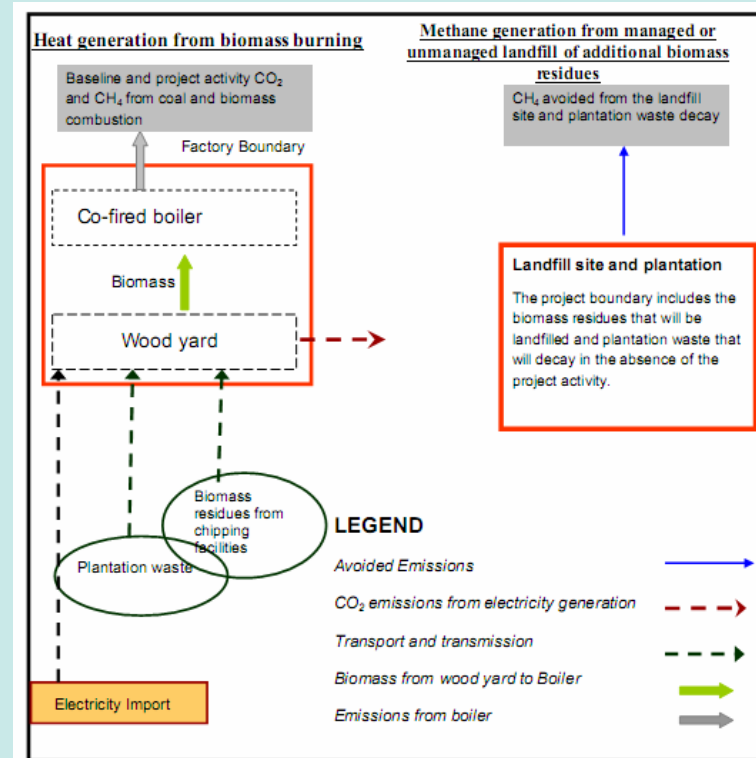 Heat generation from biomass burning
Methane generation from managed or
unmanaged landfill of additional biomass
residues
Baseline and project activity CO₂
and CH₄ from coal and biomass
combustion
CH₄ avoided from the landfill
site and plantation waste decay
Factory Boundary
Co-fired boiler
Biomass
Wood yard
Landfill site and plantation
The project boundary includes the
biomass residues that will be
landfilled and plantation waste that
will decay in the absence of the
project activity.
Biomass
residues from
chipping
facilities
Plantation waste
Electricity Import
LEGEND
Avoided Emissions
CO₂ emissions from electricity generation
Transport and transmission
Biomass from wood yard to Boiler
Emissions from boiler